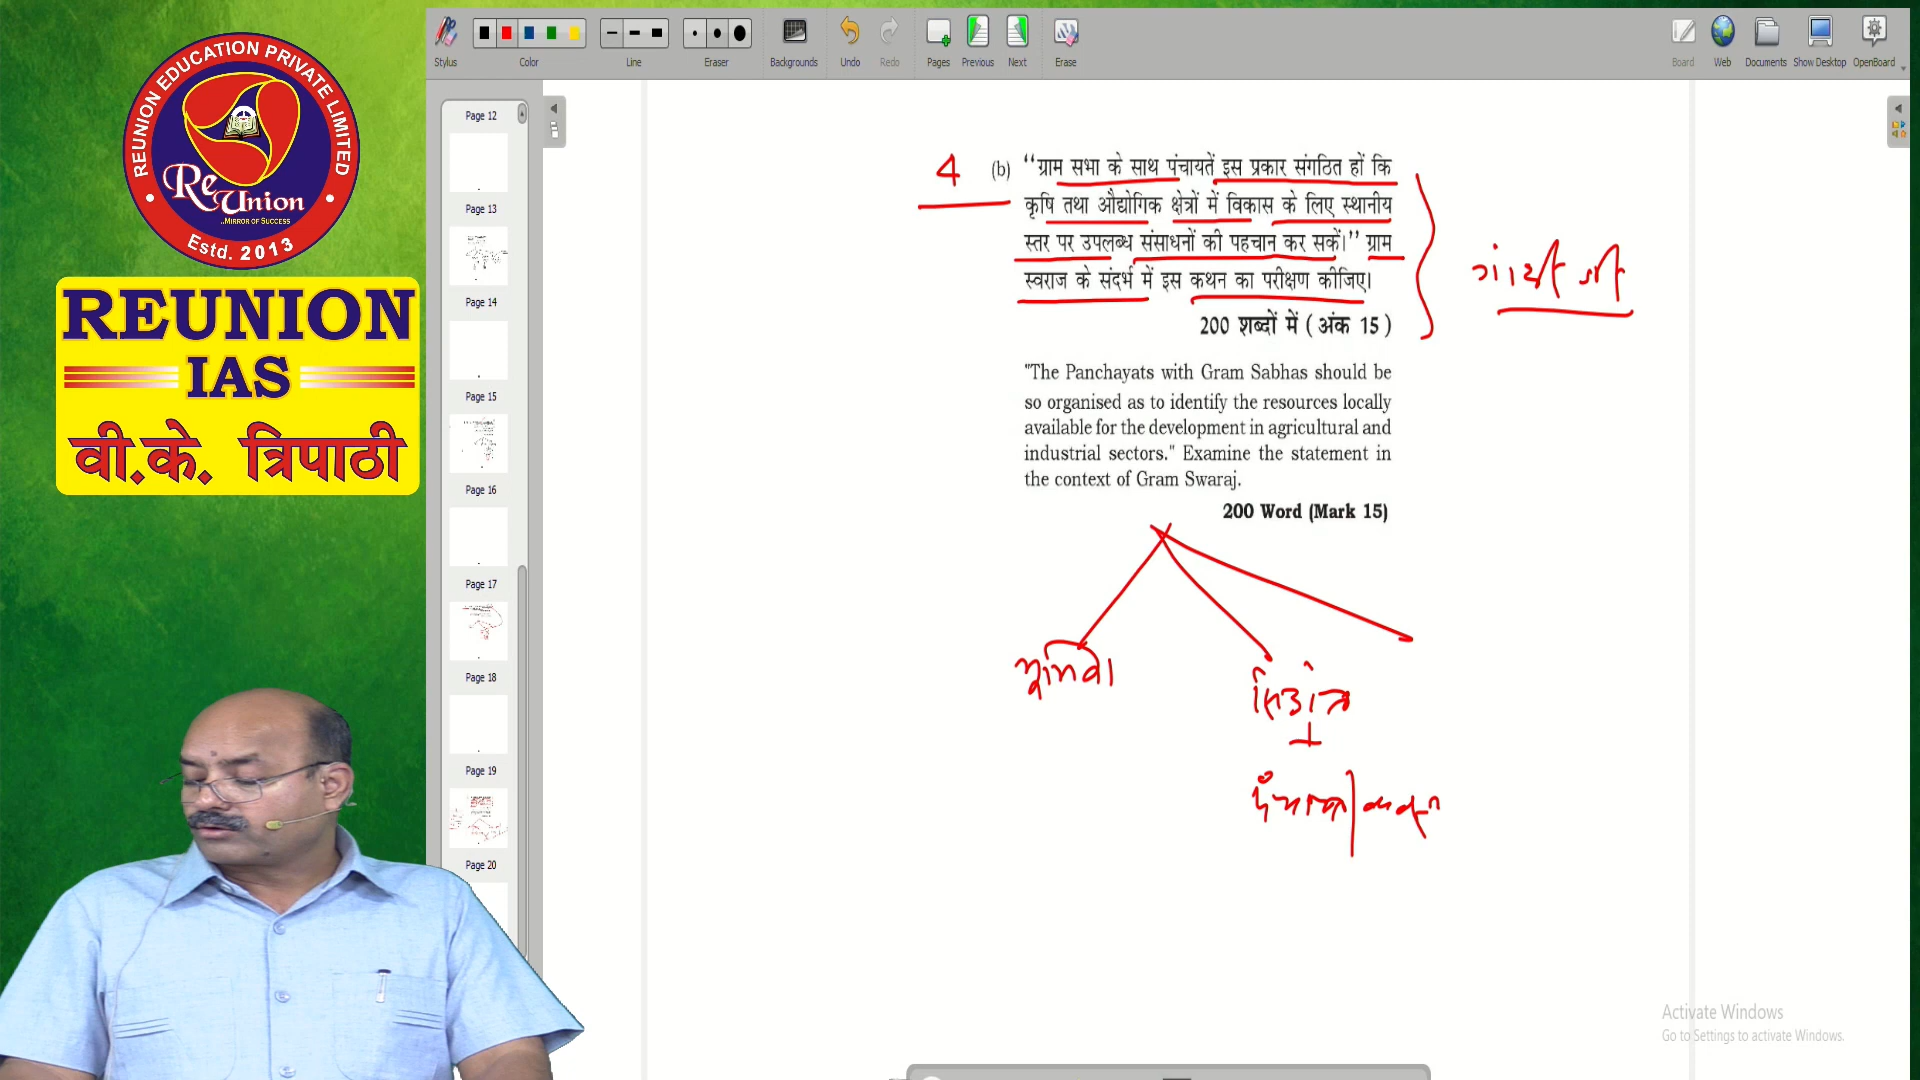 REUNION EDUCATION PRIVATE LIMITED
ReUnion
..MIRROR OF SUCCESS
Estd. 2013
REUNION
IAS
वी.के. त्रिपाठी
Stylus
Color
Line
Eraser
Backgrounds
Undo
Redo
Pages
Previous
Next
Erase
Board
Web
Documents
Show Desktop
OpenBoard
Page 12
Page 13
Page 14
Page 15
Page 16
Page 17
Page 18
Page 19
Page 20
4
(b) “ग्राम सभा के साथ पंचायतें इस प्रकार संगठित हों कि
कृषि तथा औद्योगिक क्षेत्रों में विकास के लिए स्थानीय
स्तर पर उपलब्ध संसाधनों की पहचान कर सकें।” ग्राम
स्वराज के संदर्भ में इस कथन का परीक्षण कीजिए।
200 शब्दों में ( अंक 15 )
"The Panchayats with Gram Sabhas should be
so organised as to identify the resources locally
available for the development in agricultural and
industrial sectors." Examine the statement in
the context of Gram Swaraj.
200 Word (Mark 15)
Activate Windows
Go to Settings to activate Windows.